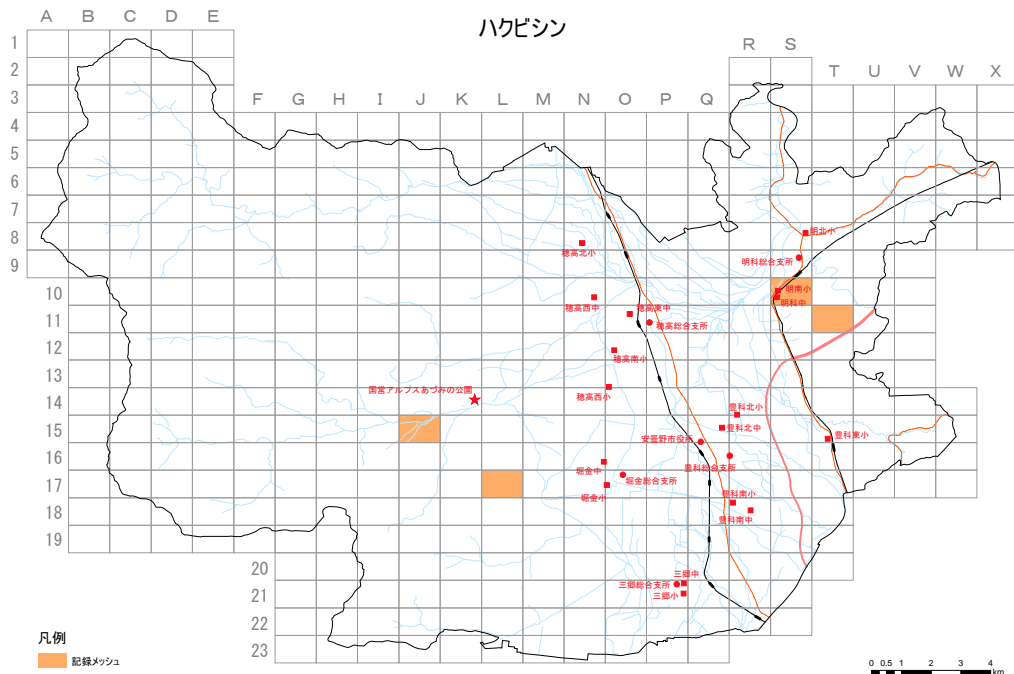 ハクビシン
A B C D E
R S
T U V W X
F G H I J K L M N O P Q
1
2
3
4
5
6
7
8
9
10
11
12
13
14
15
16
17
18
19
20
21
22
23
明北小
穂高北小
明科総合支所
明南小
穂高西中
明科中
穂高東中
穂高総合支所
穂高南小
国営アルプスあづみの公園
穂高西小
豊科北小
豊科北中
豊科東小
安曇野市役所
豊科総合支所
堀金中
堀金総合支所
堀金小
豊科南小
豊科南中
三郷中
三郷総合支所
三郷小
凡例
記録メッシュ
0 0.5 1 2 3 4
km